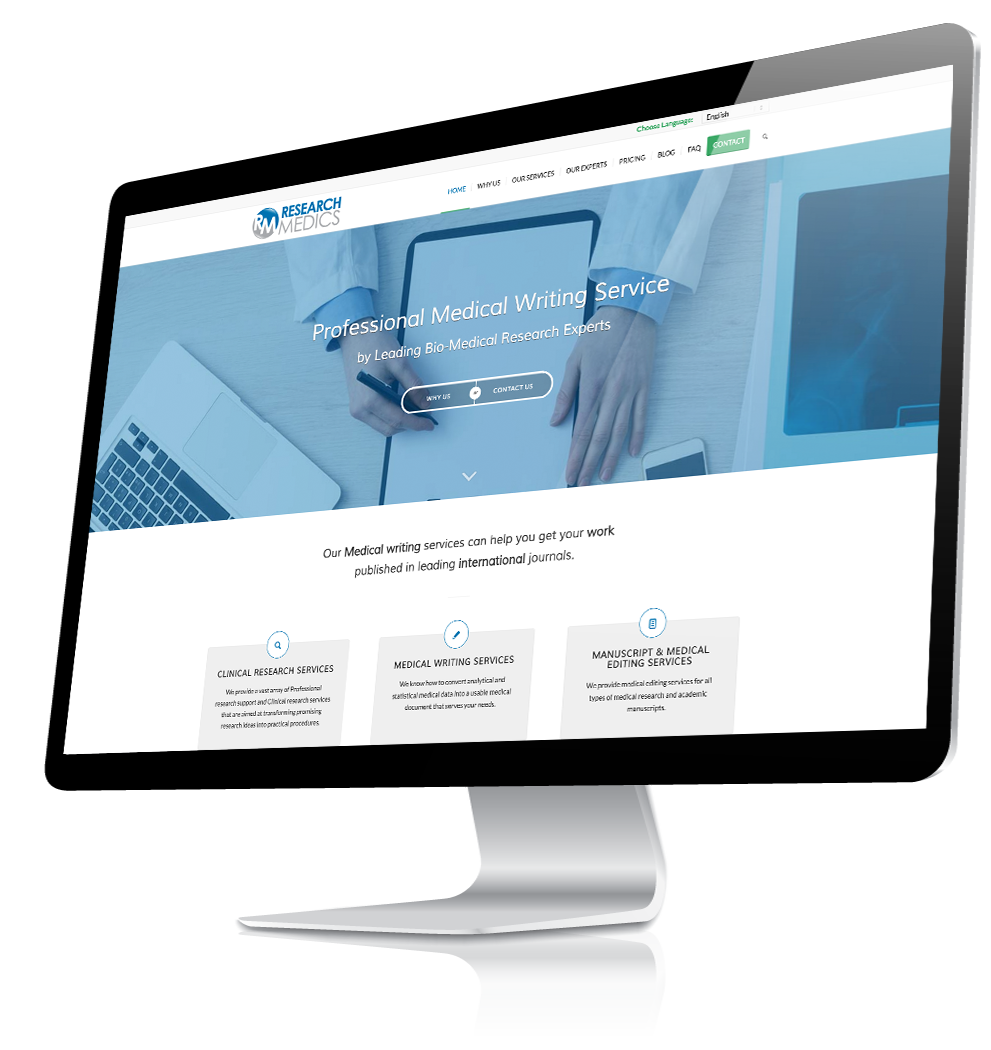 Choose Language:
English
RM RESEARCH
MEDICS
HOME
WHY US
OUR SERVICES
OUR EXPERTS
PRICING
BLOG
FAQ
CONTACT
Professional Medical Writing Service
by Leading Bio-Medical Research Experts
WHY US
CONTACT US
Our Medical writing services can help you get your work
published in leading international journals.
CLINICAL RESEARCH SERVICES
We provide a vast array of Professional
research support and Clinical research services
that are aimed at transforming promising
research ideas into practical procedures.
MEDICAL WRITING SERVICES
We know how to convert analytical and
statistical medical data into a usable medical
document that serves your needs.
MANUSCRIPT & MEDICAL
EDITING SERVICES
We provide medical editing services for all
types of medical research and academic
manuscripts.